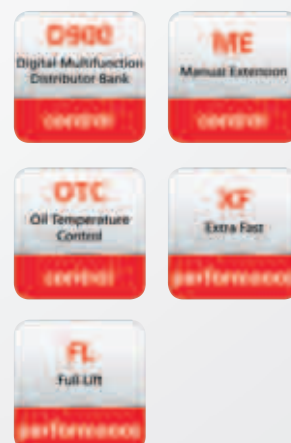 D900
Digital Multifunction
Distributor Bank
control
ME
Manual Extension
control
OTC
Oil Temperature
Control
control
XF
Extra Fast
performance
FL
Full Lift
performance